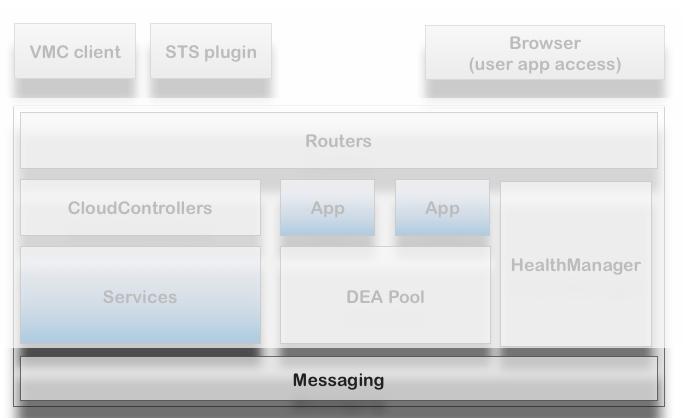 VMC client
STS plugin
Browser
(user app access)
Routers
CloudControllers
App
App
HealthManager
Services
DEA Pool
Messaging